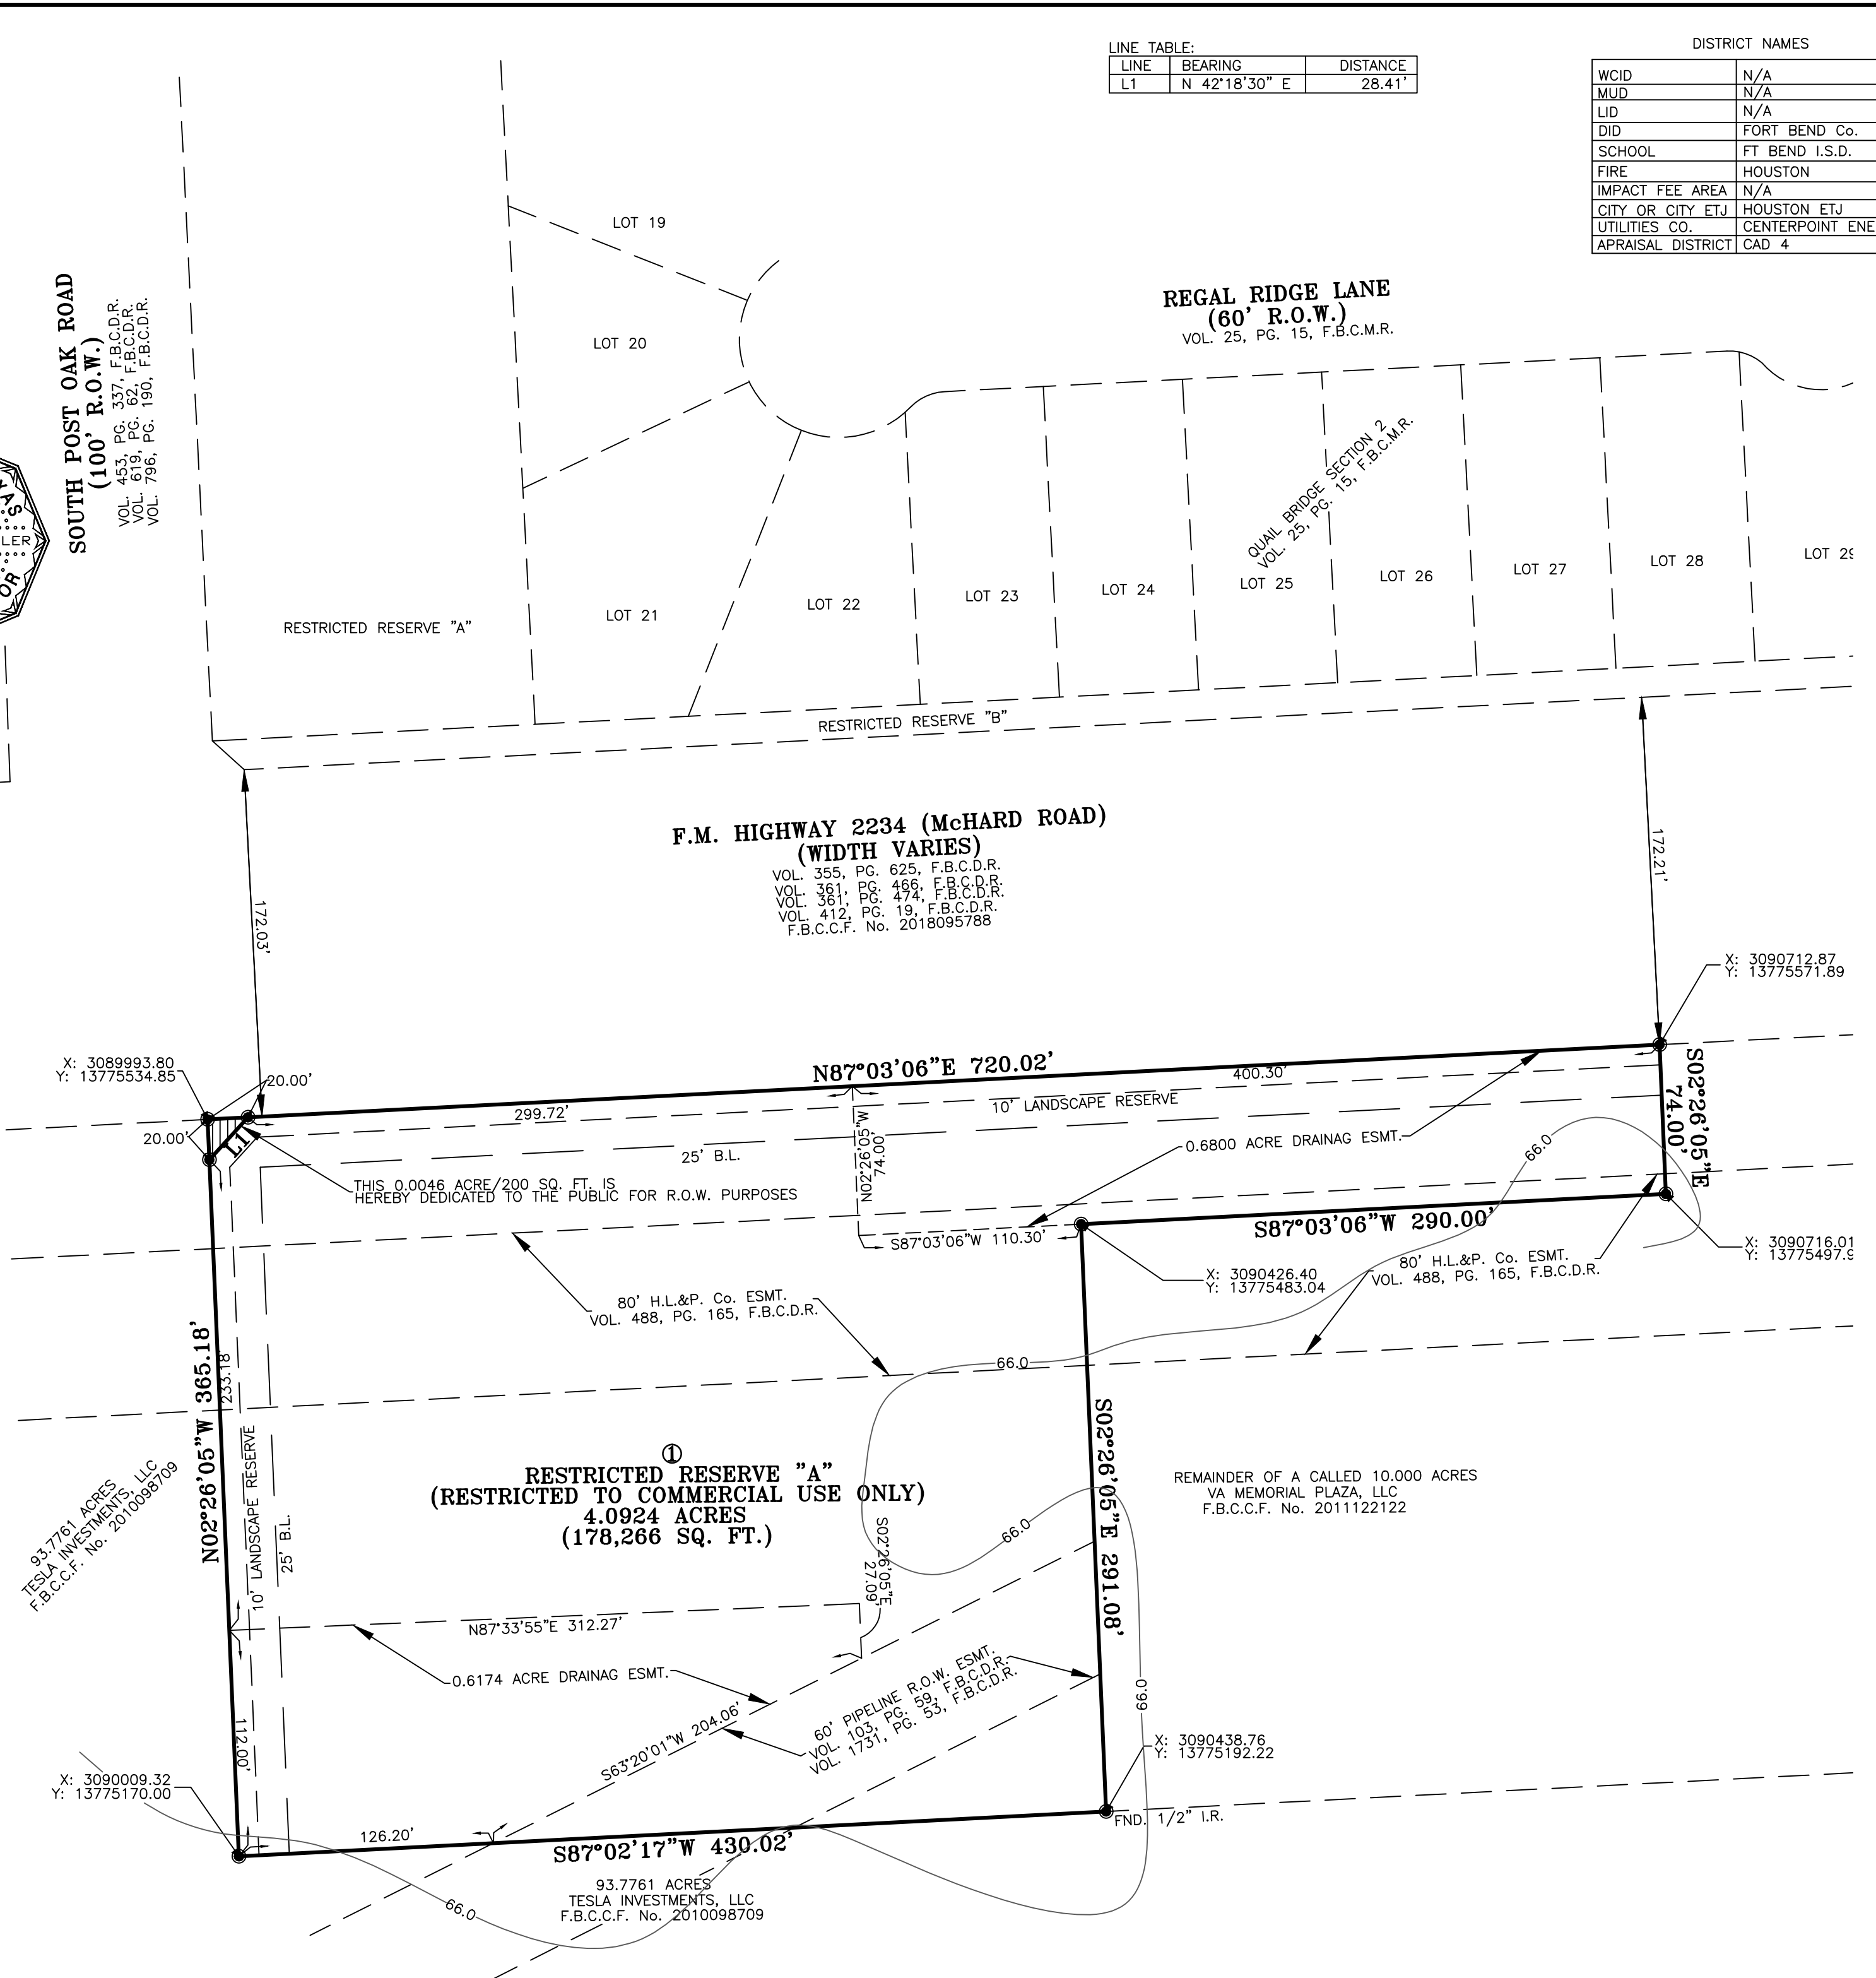 LINE TABLE:
LINE BEARING DISTANCE
L1 N 42°18'30" E 28.41'
DISTRICT NAMES
WCID N/A
MUD N/A
LID N/A
DID FORT BEND Co.
SCHOOL FT BEND I.S.D.
FIRE HOUSTON
IMPACT FEE AREA N/A
CITY OR CITY ETJ HOUSTON ETJ
UTILITIES CO. CENTERPOINT ENE
APRAISAL DISTRICT CAD 4
SOUTH POST OAK ROAD
(100' R.O.W.)
VOL. 453, PG. 337, F.B.C.D.R.
VOL. 619, PG. 62, F.B.C.D.R.
VOL. 796, PG. 190, F.B.C.D.R.
LOT 19
LOT 20
REGAL RIDGE LANE
(60' R.O.W.)
VOL. 25, PG. 15, F.B.C.M.R.
QUAIL BRIDGE SECTION 2
VOL. 25, PG. 15, F.B.C.M.R.
LER
OR
RESTRICTED RESERVE "A"
LOT 21
LOT 22
LOT 23
LOT 24
LOT 25
LOT 26
LOT 27
LOT 28
LOT 29
RESTRICTED RESERVE "B"
F.M. HIGHWAY 2234 (McHARD ROAD)
(WIDTH VARIES)
VOL. 355, PG. 625, F.B.C.D.R.
VOL. 361, PG. 466, F.B.C.D.R.
VOL. 361, PG. 474, F.B.C.D.R.
VOL. 412, PG. 19, F.B.C.D.R.
F.B.C.C.F. No. 2018095788
172.03'
172.21'
X: 3090712.87
Y: 13775571.89
X: 3089993.80
Y: 13775534.85
20.00'
20.00'
L1
N87°03'06"E 720.02'
299.72'
400.30'
10' LANDSCAPE RESERVE
25' B.L.
N02°26'05"W
74.00'
0.6800 ACRE DRAINAG ESMT.
66.0
S02°26'05"E
74.00'
THIS 0.0046 ACRE/200 SQ. FT. IS
HEREBY DEDICATED TO THE PUBLIC FOR R.O.W. PURPOSES
S87°03'06"W 110.30'
S87°03'06"W 290.00'
X: 3090716.01
Y: 13775497.9
X: 3090426.40
Y: 13775483.04
80' H.L.&P. Co. ESMT.
VOL. 488, PG. 165, F.B.C.D.R.
80' H.L.&P. Co. ESMT.
VOL. 488, PG. 165, F.B.C.D.R.
66.0
N02°26'05"W 365.18'
233.18'
10' LANDSCAPE RESERVE
25' B.L.
93.7761 ACRES
TESLA INVESTMENTS, LLC
F.B.C.C.F. No. 2010098709
1
RESTRICTED RESERVE "A"
(RESTRICTED TO COMMERCIAL USE ONLY)
4.0924 ACRES
(178,266 SQ. FT.)
S02°26'05"E
27.09'
66.0
S02°26'05"E 291.08'
REMAINDER OF A CALLED 10.000 ACRES
VA MEMORIAL PLAZA, LLC
F.B.C.C.F. No. 2011122122
N87°33'55"E 312.27'
0.6174 ACRE DRAINAG ESMT.
S63°20'01"W 204.06'
60' PIPELINE R.O.W. ESMT.
VOL. 103, PG. 59, F.B.C.D.R.
VOL. 1731, PG. 53, F.B.C.D.R.
66.0
112.00'
X: 3090438.76
Y: 13775192.22
X: 3090009.32
Y: 13775170.00
FND. 1/2" I.R.
126.20'
S87°02'17"W 430.02'
93.7761 ACRES
TESLA INVESTMENTS, LLC
F.B.C.C.F. No. 2010098709
66.0